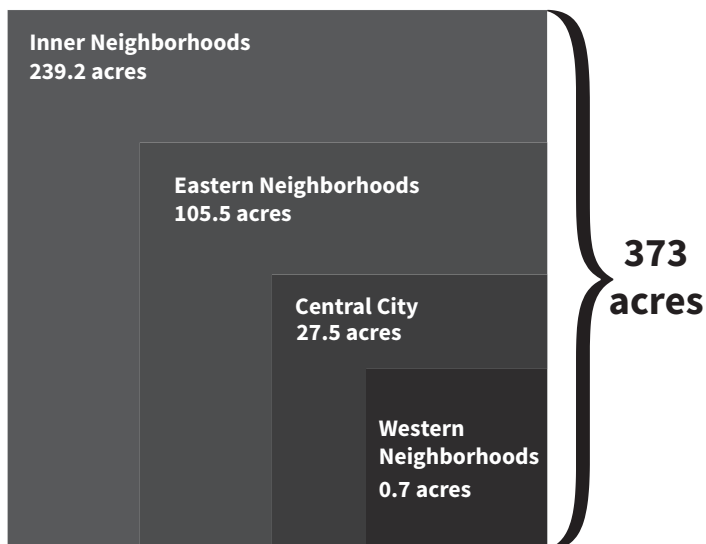 Inner Neighborhoods
239.2 acres
Eastern Neighborhoods
105.5 acres
Central City
27.5 acres
Western
Neighborhoods
0.7 acres
373
acres